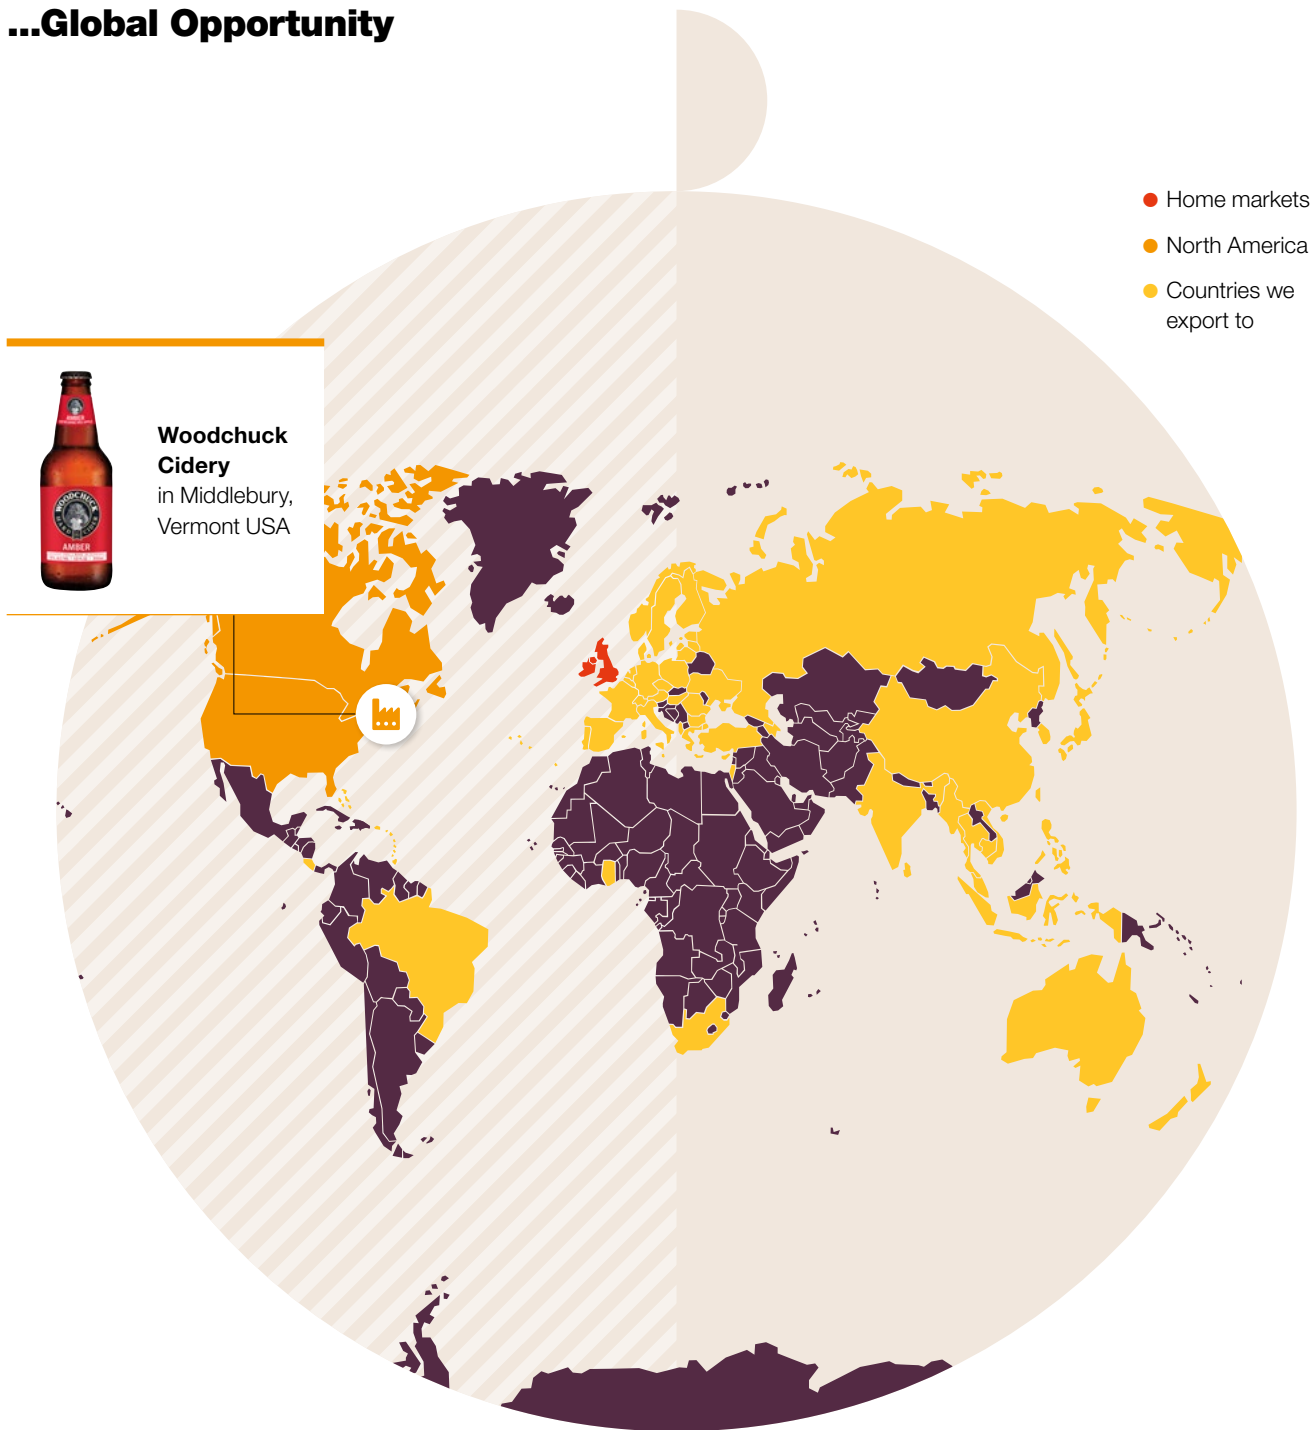 ...Global Opportunity
Home markets
North America
Countries we
export to
Woodchuck
Cidery
in Middlebury,
Vermont USA
WOODCHUCK
AMBER